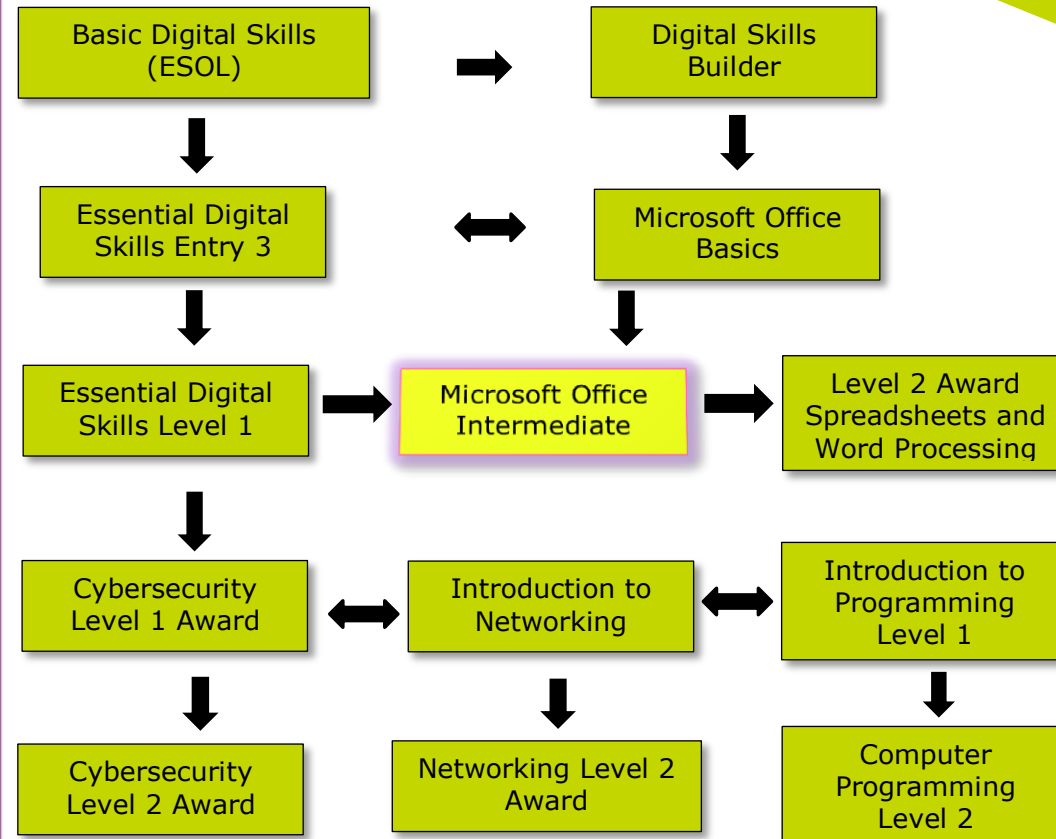 Basic Digital Skills
(ESOL)
Digital Skills
Builder
Essential Digital
Skills Entry 3
Microsoft Office
Basics
Essential Digital
Skills Level 1
Microsoft Office
Intermediate
Level 2 Award
Spreadsheets and
Word Processing
Cybersecurity
Level 1 Award
Introduction to
Networking
Introduction to
Programming
Level 1
Cybersecurity
Level 2 Award
Networking Level 2
Award
Computer
Programming
Level 2